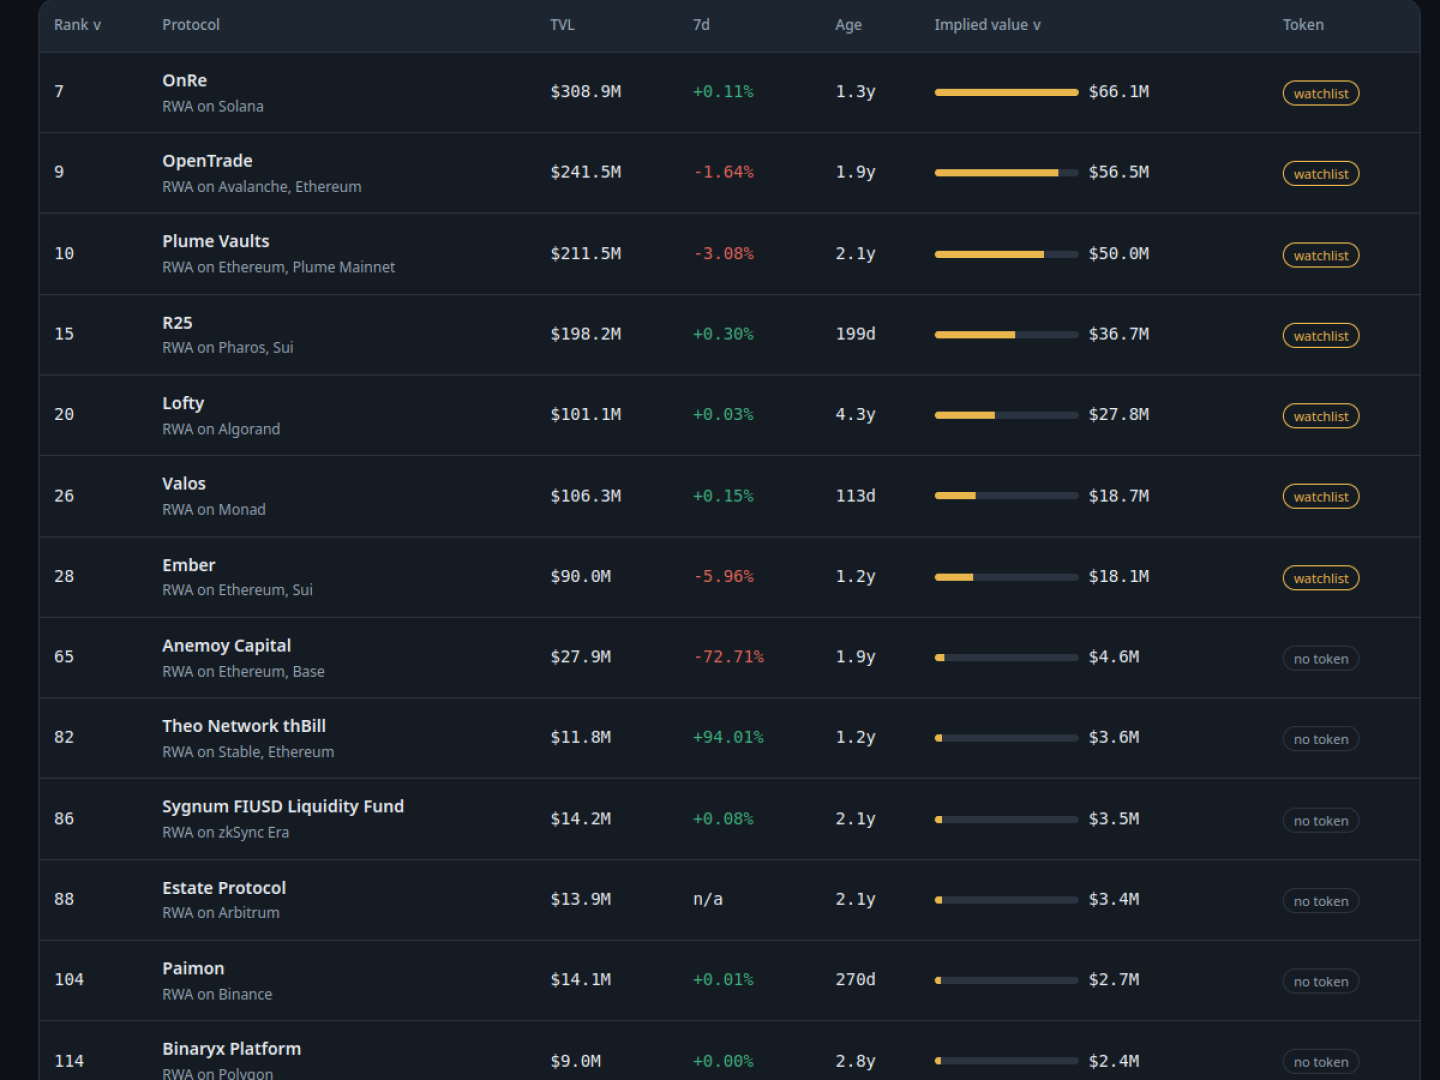 Rank v Protocol TVL 7d Age Implied value v Token
OnRe
7 $308.9M +0.11% 1.3y $66.1M watchlist
RWA on Solana
OpenTrade
9 $241.5M -1.64% 1.9y $56.5M watchlist
RWA on Avalanche, Ethereum
Plume Vaults
10 $211.5M -3.08% 2.1y $50.0M watchlist
RWA on Ethereum, Plume Mainnet
R25
15 $198.2M +0.30% 199d $36.7M watchlist
RWA on Pharos, Sui
Lofty
20 $101.1M +0.03% 4.3y $27.8M watchlist
RWA on Algorand
Valos
26 $106.3M +0.15% 113d $18.7M watchlist
RWA on Monad
Ember
28 $90.0M -5.96% 1.2y $18.1M watchlist
RWA on Ethereum, Sui
Anemoy Capital
65 $27.9M -72.71% 1.9y $4.6M no token
RWA on Ethereum, Base
Theo Network thBill
82 $11.8M +94.01% 1.2y $3.6M no token
RWA on Stable, Ethereum
Sygnum FIUSD Liquidity Fund
86 $14.2M +0.08% 2.1y $3.5M no token
RWA on zkSync Era
Estate Protocol
88 $13.9M n/a 2.1y $3.4M no token
RWA on Arbitrum
Paimon
104 $14.1M +0.01% 270d $2.7M no token
RWA on Binance
Binaryx Platform
114 $9.0M +0.00% 2.8y $2.4M no token
RWA on Polygon